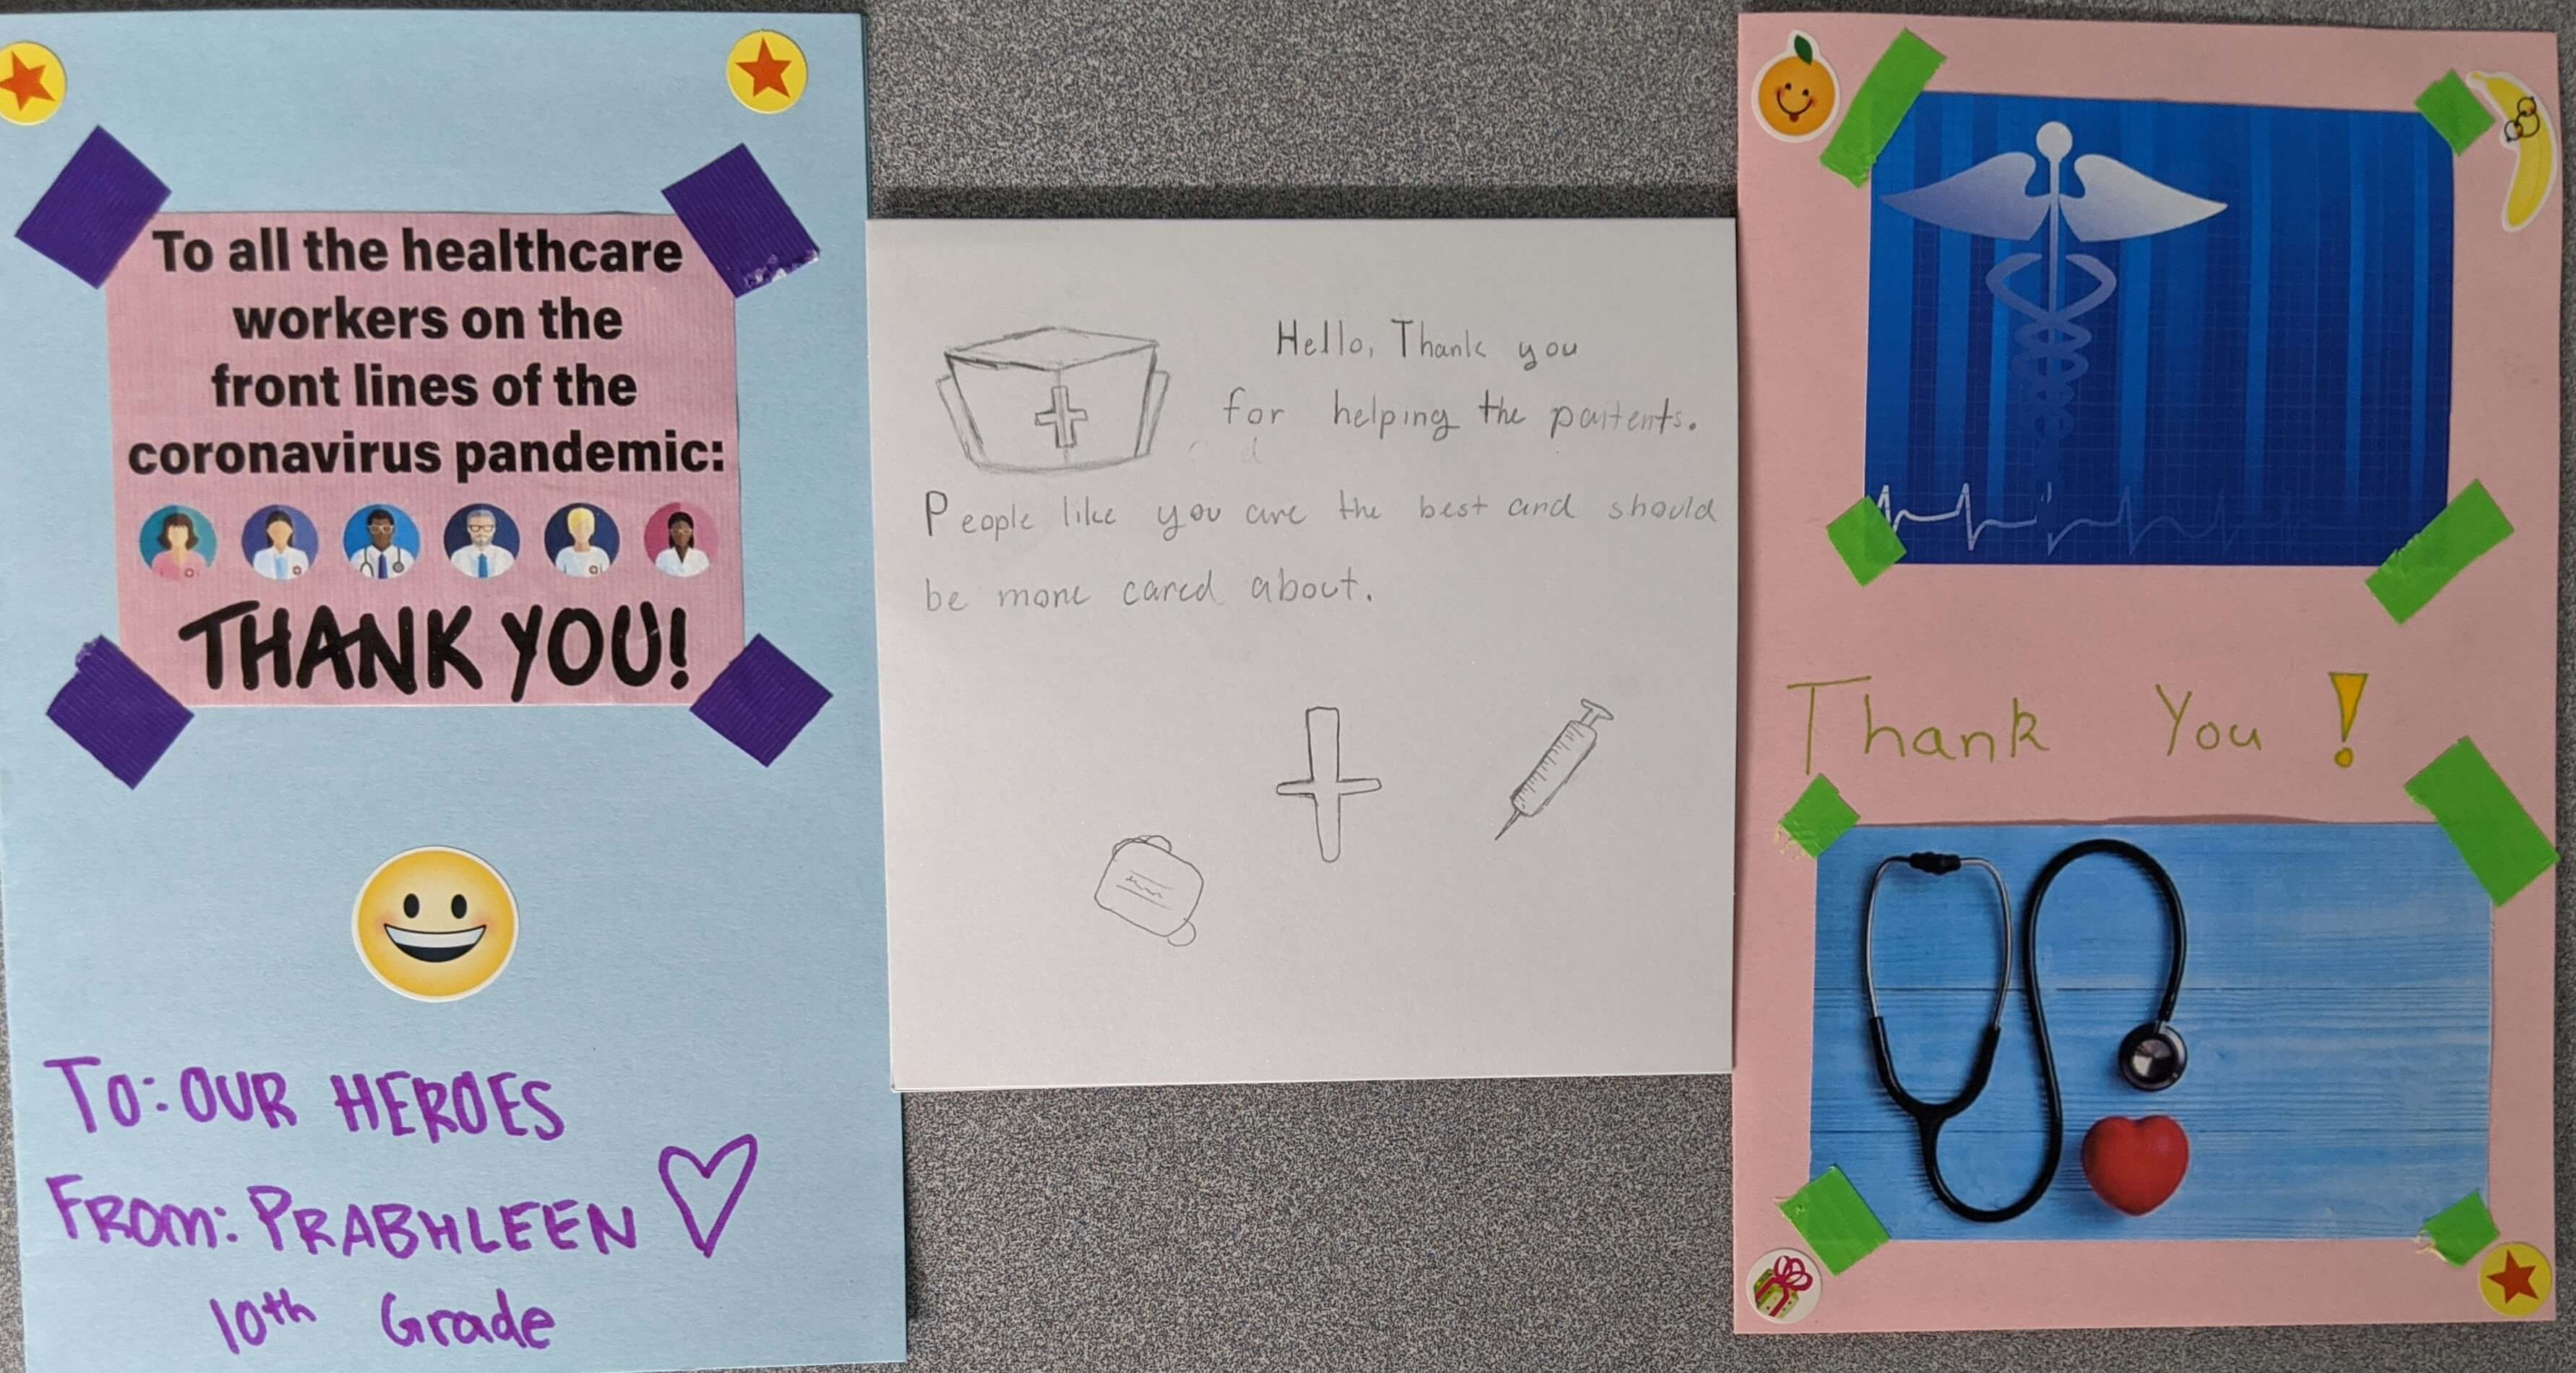 To all the healthcare
workers on the
front lines of the
coronavirus pandemic:
THANK YOU!
TO: OUR HEROES
FROM: PRABHLEEN
10th Grade
Hello, Thank you
for helping the paitents.
People like you are the best and should
be more cared about.
Thank You!